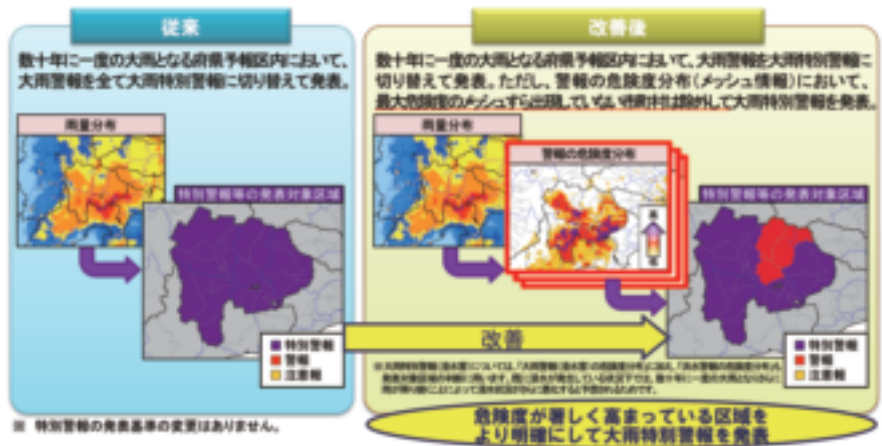 従来
数十年に一度の大雨となる府県予報区内において、
大雨警報を全て大雨特別警報に切り替えて発表。
雨量分布
特別警報等の発表対象区域
特別警報
警報
注意報
※ 特別警報の発表基準の変更はありません。
改善後
数十年に一度の大雨となる府県予報区内において、大雨警報を大雨特別警報に
切り替えて発表。ただし、警報の危険度分布(メッシュ情報)において、
最大危険度のメッシュすら出現していない市町村は除外して大雨特別警報を発表。
雨量分布
警報の危険度分布
高
低
特別警報等の発表対象区域
特別警報
警報
注意報
改善
危険度が著しく高まっている区域を
より明確にして大雨特別警報を発表